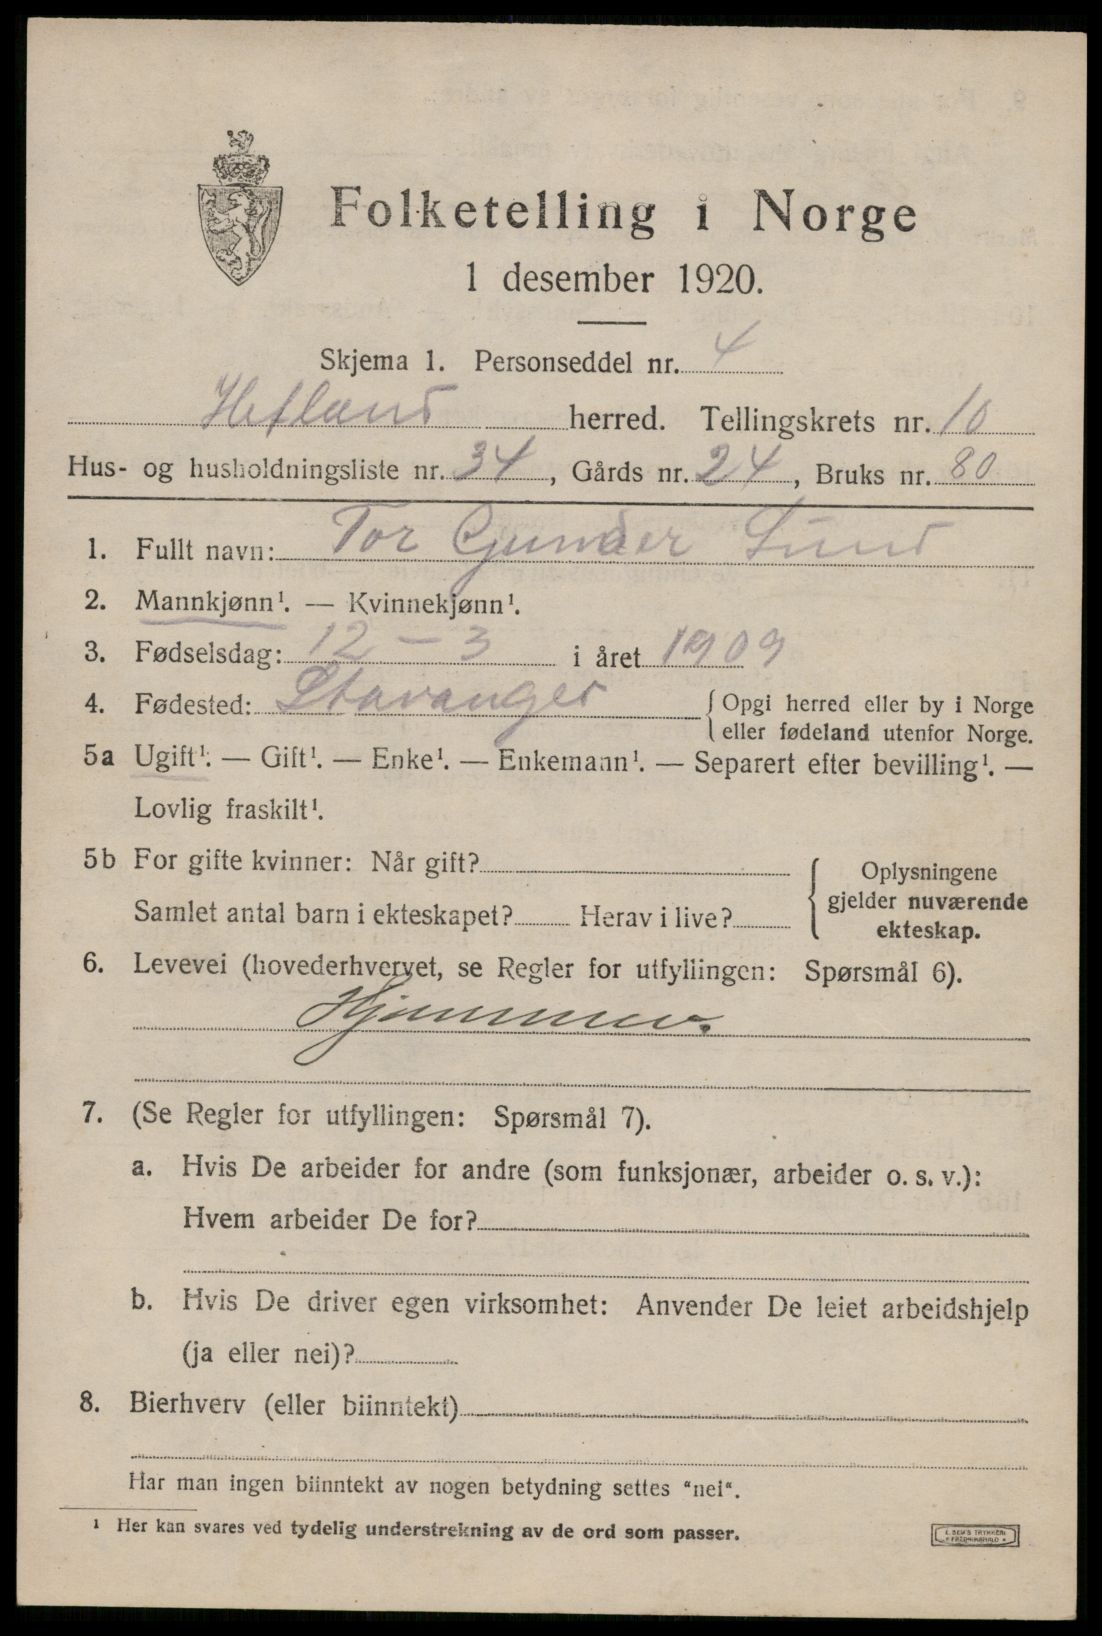 Folketelling i Norge
1 desember 1920.
Skjema 1. Personseddel nr. 4
Hetland herred. Tellingskrets nr. 10
Hus- og husholdningsliste nr. 34, Gårds nr. 24, Bruks nr. 80
1. Fullt navn: Tor Gunder Lund
2. Mannkjønn¹. — Kvinnekjønn¹.
3. Fødselsdag: 12 – 3 i året 1909
4. Fødested: Stavanger { Opgi herred eller by i Norge
eller fødeland utenfor Norge.
5a Ugift¹. — Gift¹. — Enke¹. — Enkemann¹. — Separert efter bevilling¹. —
Lovlig fraskilt¹.
5b For gifte kvinner: Når gift?
Samlet antal barn i ekteskapet? Herav i live?
{ Oplysningene
gjelder nuværende
ekteskap.
6. Levevei (hovederhvervet, se Regler for utfyllingen: Spørsmål 6).
Hjemmev.
7. (Se Regler for utfyllingen: Spørsmål 7).
a. Hvis De arbeider for andre (som funksjonær, arbeider o. s. v.):
Hvem arbeider De for?
b. Hvis De driver egen virksomhet: Anvender De leiet arbeidshjelp
(ja eller nei)?
8. Bierhverv (eller biinntekt)
Har man ingen biinntekt av nogen betydning settes "nei".
¹ Her kan svares ved tydelig understrekning av de ord som passer.
E. SEM'S TRYKKERI
FREDRIKSHALD